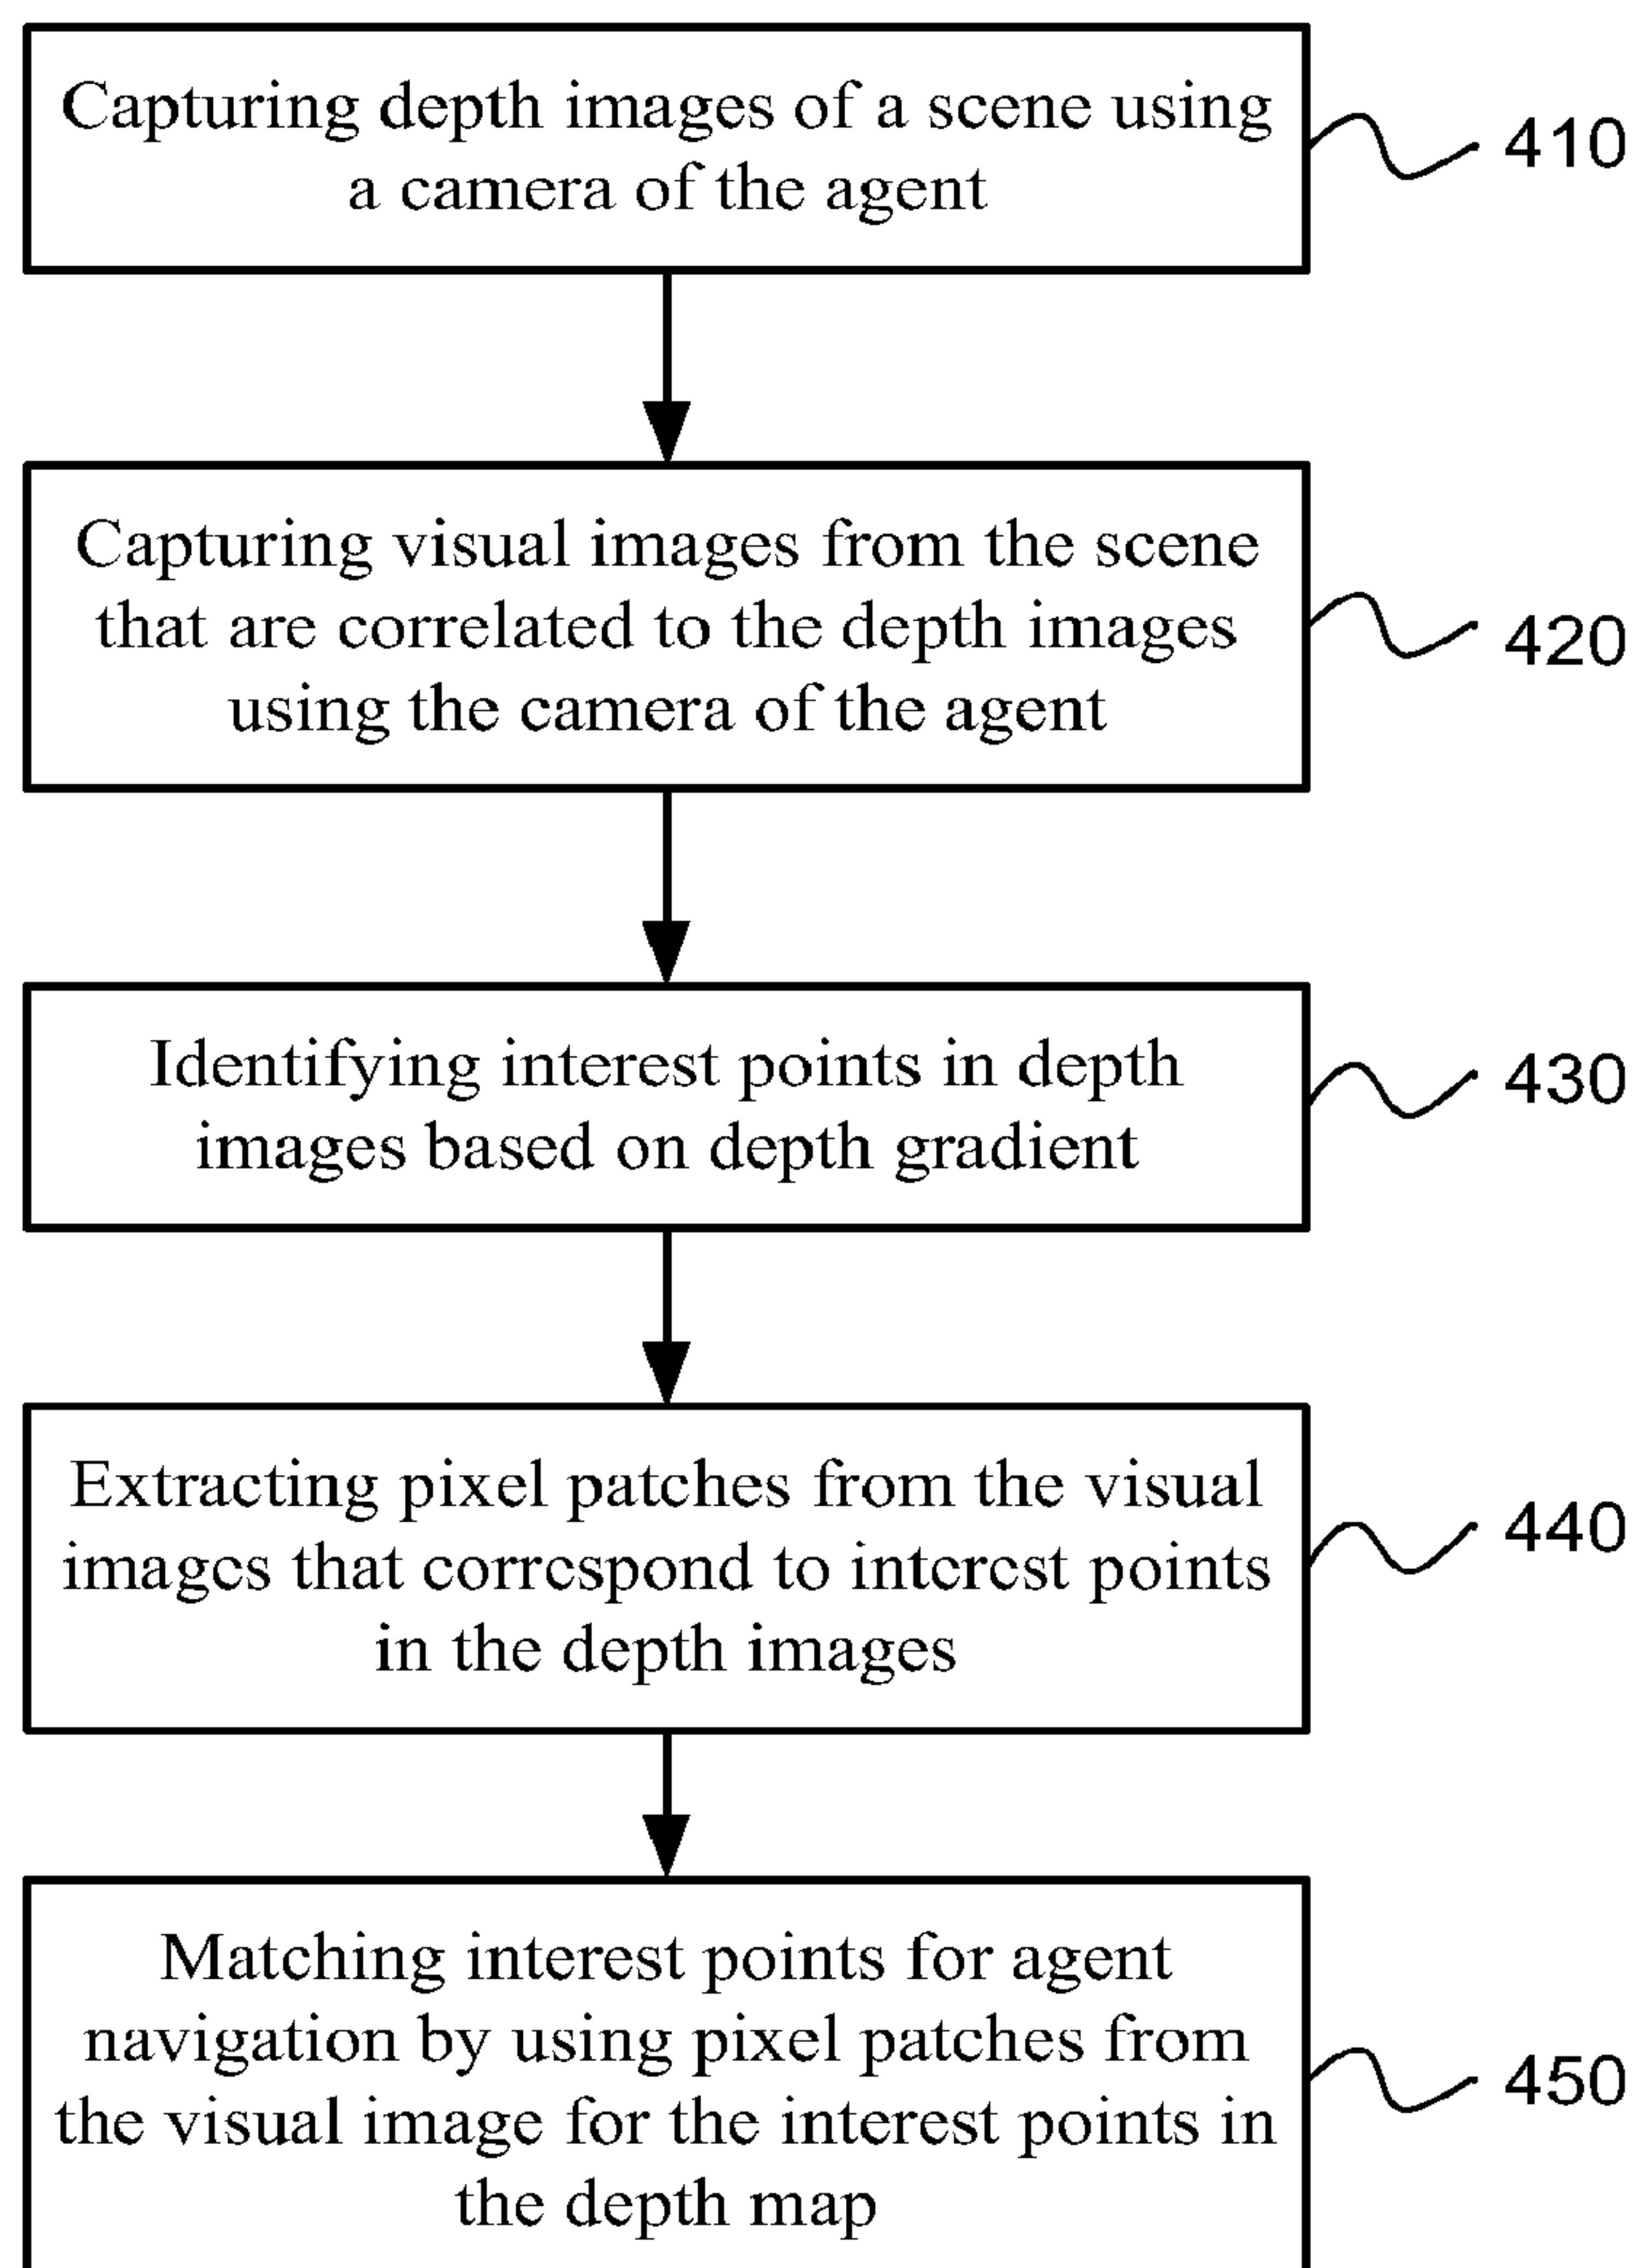 Capturing depth images of a scene using
a camera of the agent
410
Capturing visual images from the scene
that are correlated to the depth images
using the camera of the agent
420
Identifying interest points in depth
images based on depth gradient
430
Extracting pixel patches from the visual
images that correspond to interest points
in the depth images
440
Matching interest points for agent
navigation by using pixel patches from
the visual image for the interest points in
the depth map
450